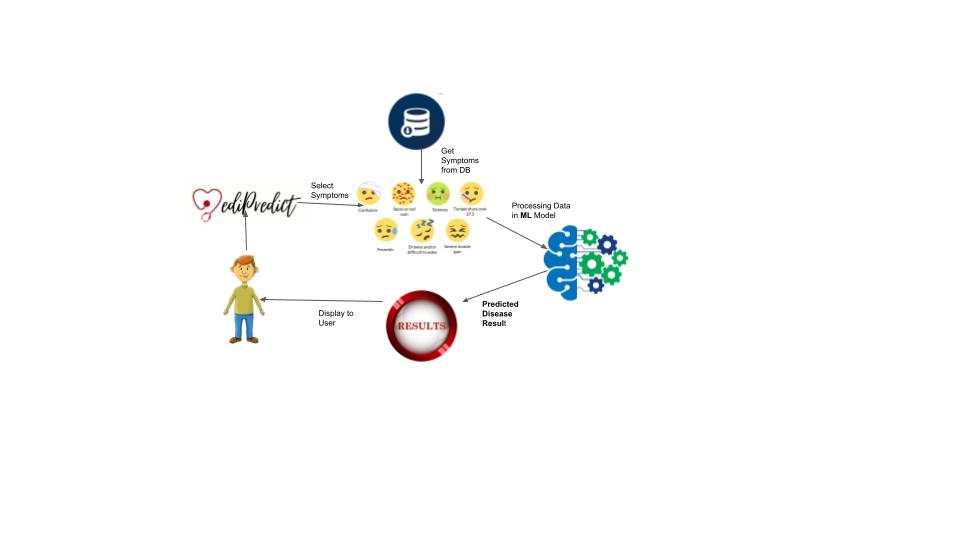 Get
Symptoms
from DB
Select
Symptoms
ediPredict
Confusion
Spots or red
rash
Sickness
Temperature over
37.5
Processing Data
in ML Model
Drowsy and/or
difficult to wake
Severe muscle
pain
Predicted
Disease
Result
RESULTS
Display to
User